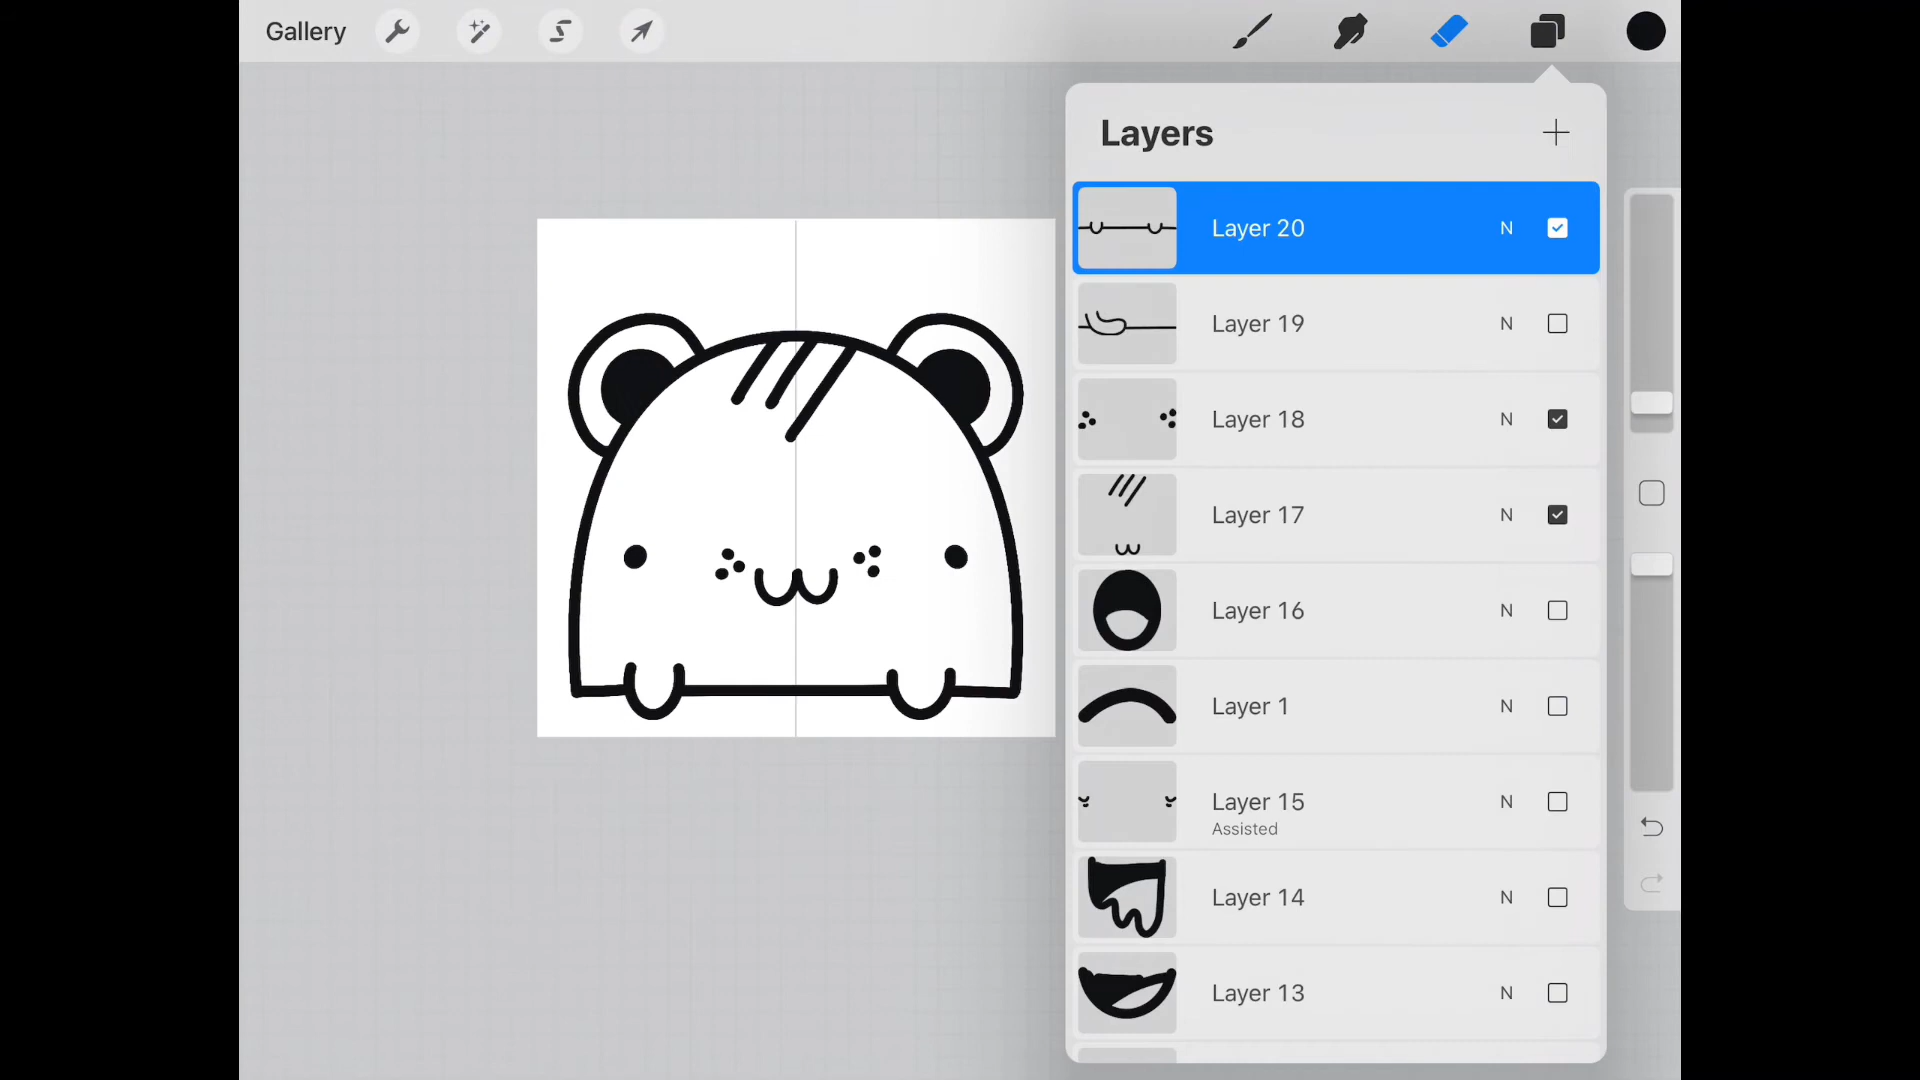 Gallery
Layers
Layer 20 N
Layer 19 N
Layer 18 N
Layer 17 N
Layer 16 N
Layer 1 N
Layer 15 N
Assisted
Layer 14 N
Layer 13 N